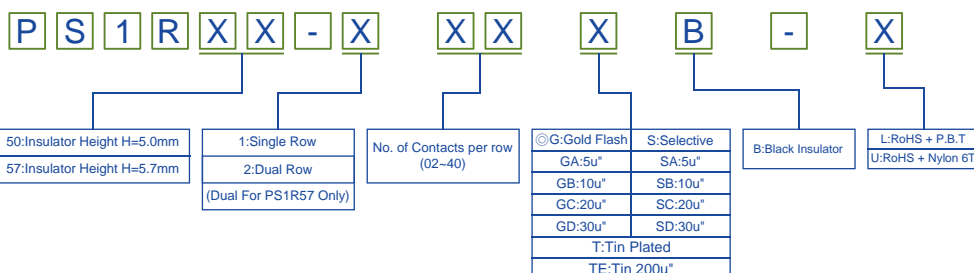 P S 1 R X X - X X X X B - X
50:Insulator Height H=5.0mm
57:Insulator Height H=5.7mm
1:Single Row
2:Dual Row
(Dual For PS1R57 Only)
No. of Contacts per row
(02~40)
◎G:Gold Flash S:Selective
GA:5u" SA:5u"
GB:10u" SB:10u"
GC:20u" SC:20u"
GD:30u" SD:30u"
T:Tin Plated
TE:Tin 200u"
B:Black Insulator
L:RoHS + P.B.T
U:RoHS + Nylon 6T